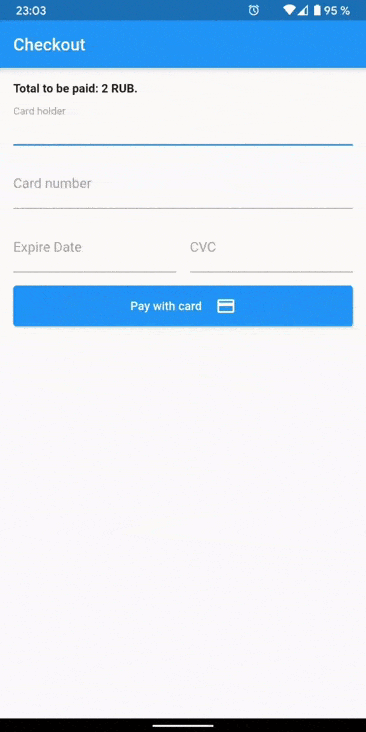 23:03 95 %
Checkout
Total to be paid: 2 RUB.
Card holder
Card number
Expire Date CVC
Pay with card